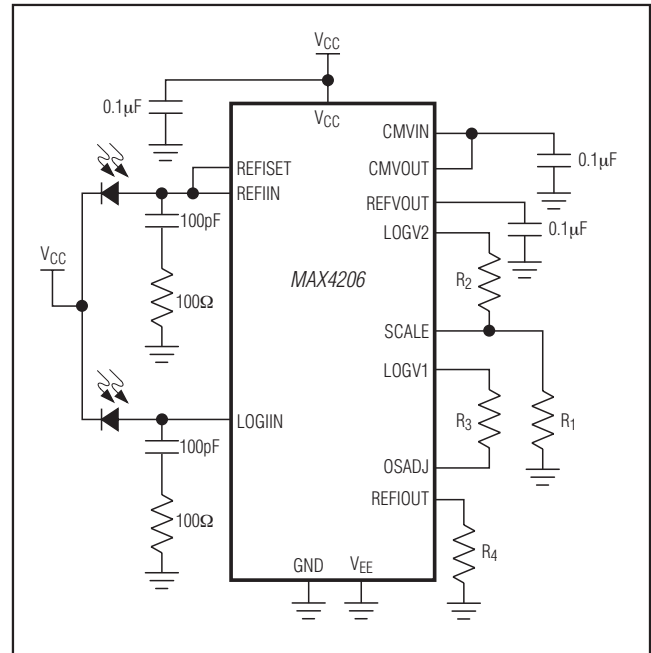 VCC
0.1µF
VCC
CMVIN
CMVOUT
0.1µF
REFISET
REFIIN
REFVOUT
100pF
0.1µF
LOGV2
VCC
MAX4206
R2
100Ω
SCALE
LOGV1
R3
R1
LOGIIN
100pF
OSADJ
REFIOUT
100Ω
R4
GND
VEE